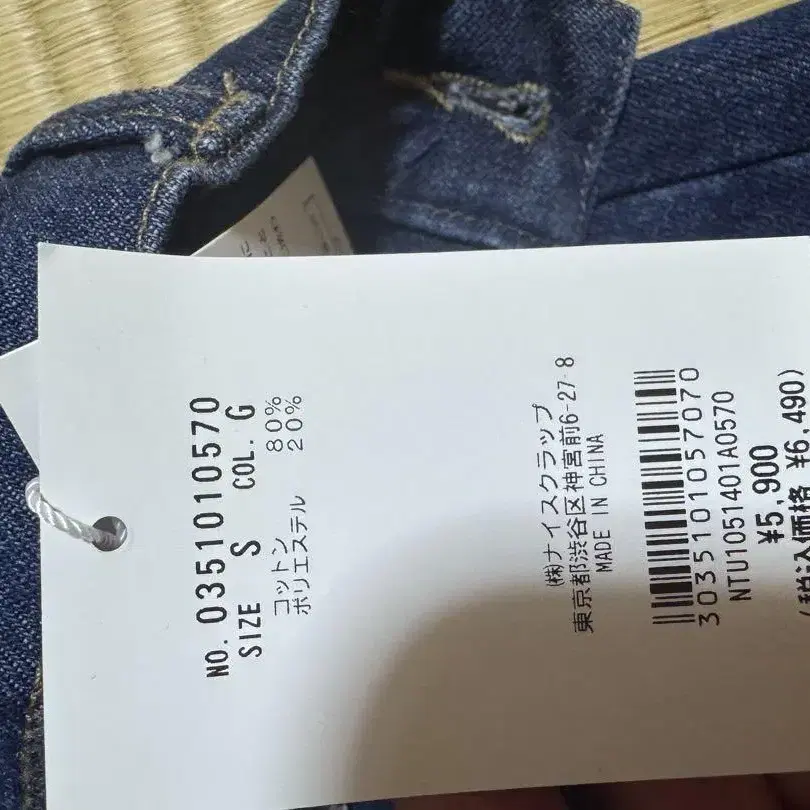 NO. 0351010570
SIZE S COL. G
コットン 80%
ポリエステル 20%
(株)ナイスクラップ
東京都渋谷区神宮前6-27-8
MADE IN CHINA
3035101057070
NTU1051401A0570
¥5,900
(税込価格 ¥6,490)